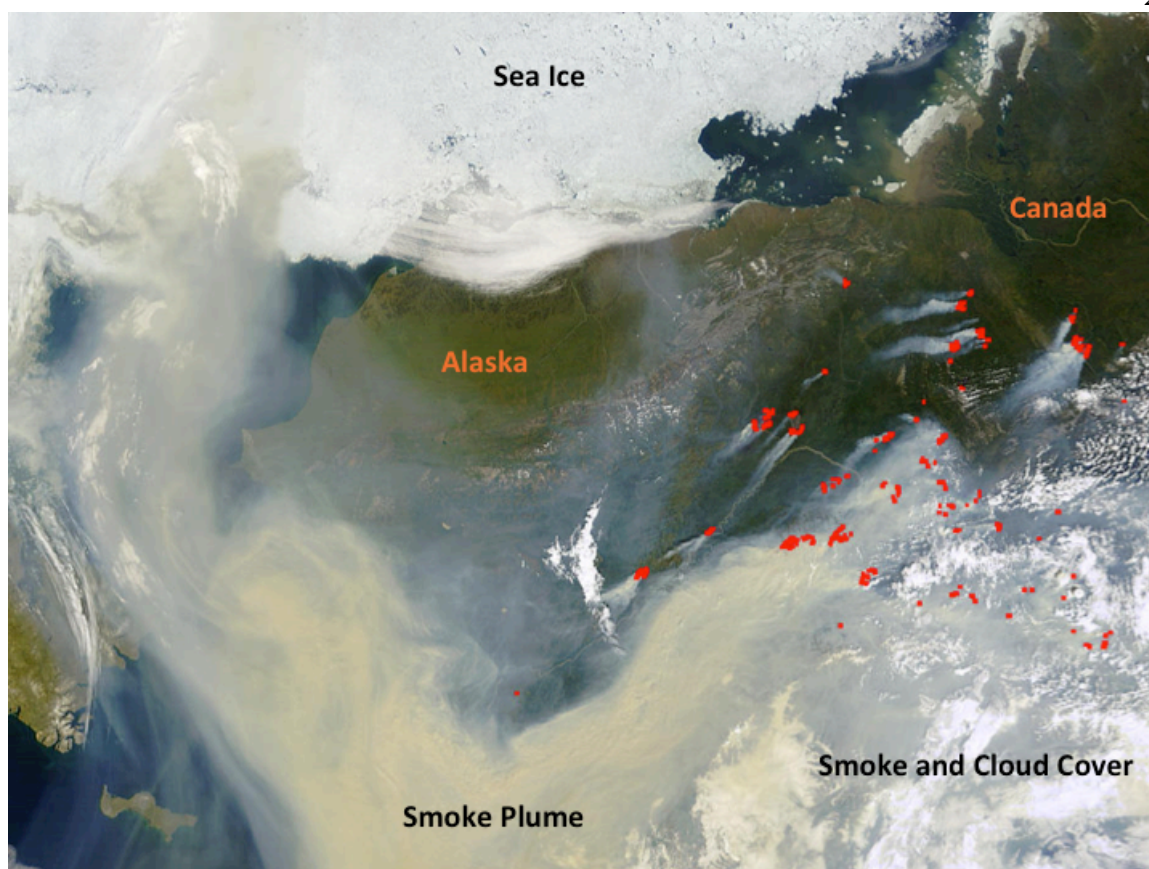 Sea Ice
Canada
Alaska
Smoke and Cloud Cover
Smoke Plume